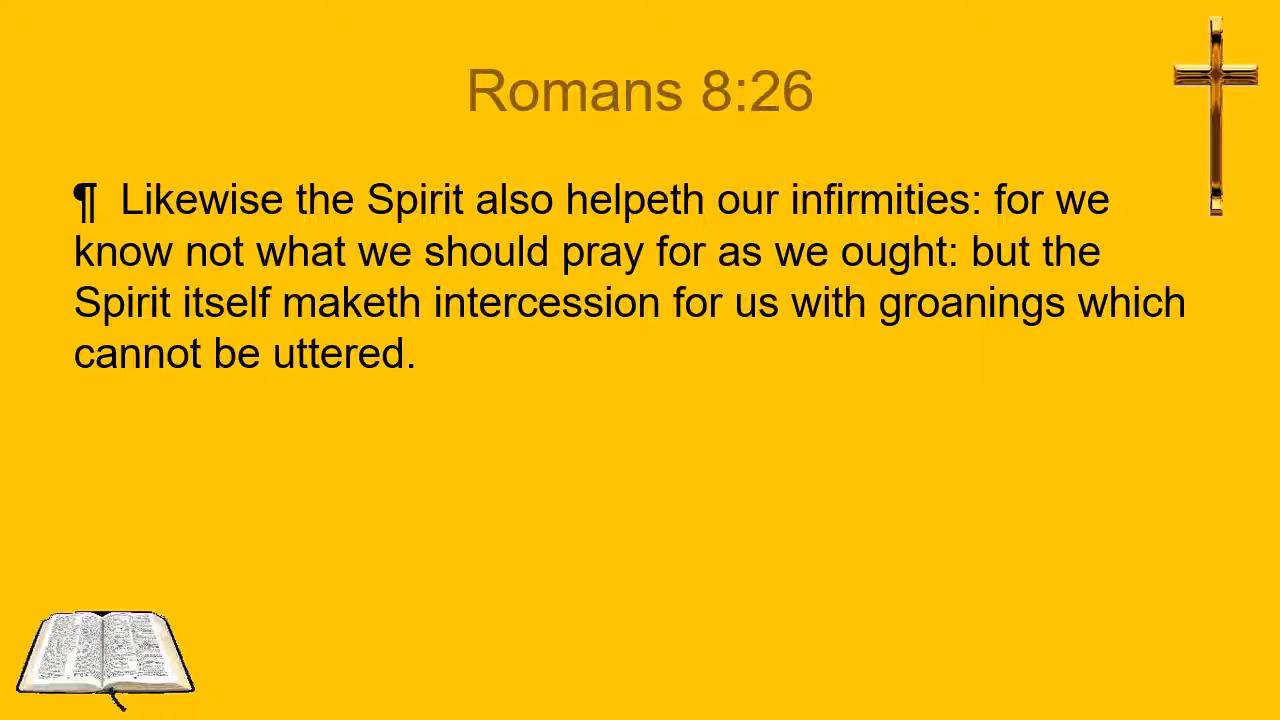 Romans 8:26
¶ Likewise the Spirit also helpeth our infirmities: for we
know not what we should pray for as we ought: but the
Spirit itself maketh intercession for us with groanings which
cannot be uttered.